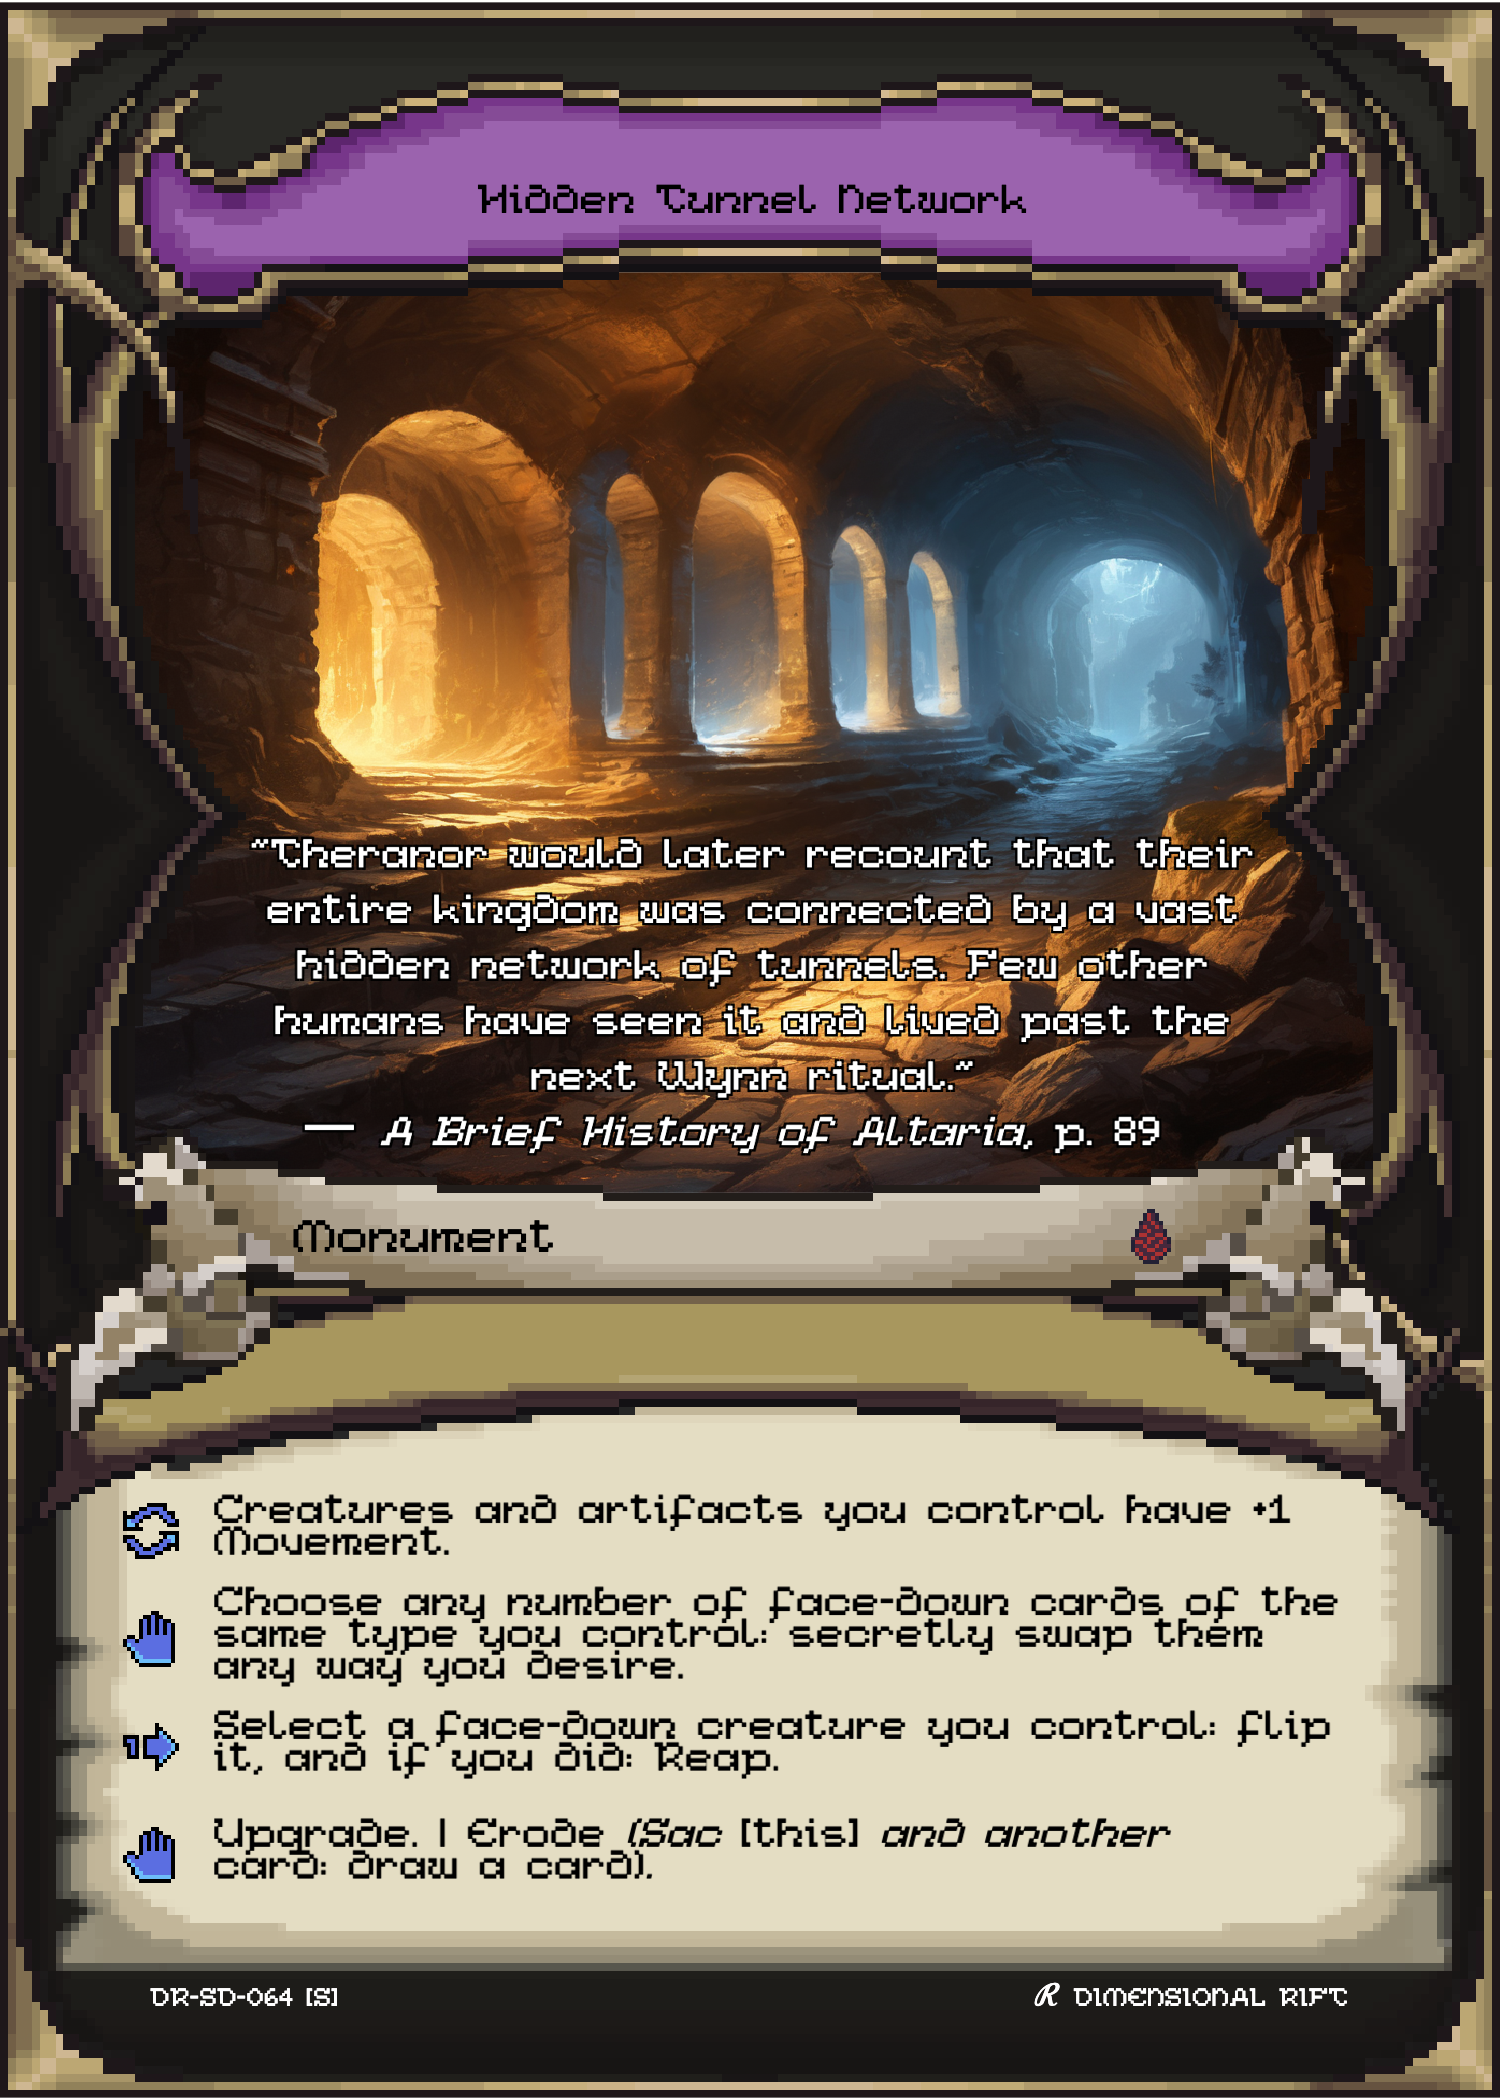 Hidden Tunnel Network
"Theranor would later recount that their
entire kingdom was connected by a vast
hidden network of tunnels. Few other
humans have seen it and lived past the
next Wynn ritual."
— A Brief History of Altaria, p. 89
Monument
Creatures and artifacts you control have +1
Movement.
Choose any number of face-down cards of the
same type you control: secretly swap them
any way you desire.
Select a face-down creature you control: flip
it, and if you did: Reap.
Upgrade. | Erode (Sac [this] and another
card: draw a card).
DR-SD-064 [S]
R DIMENSIONAL RIFT